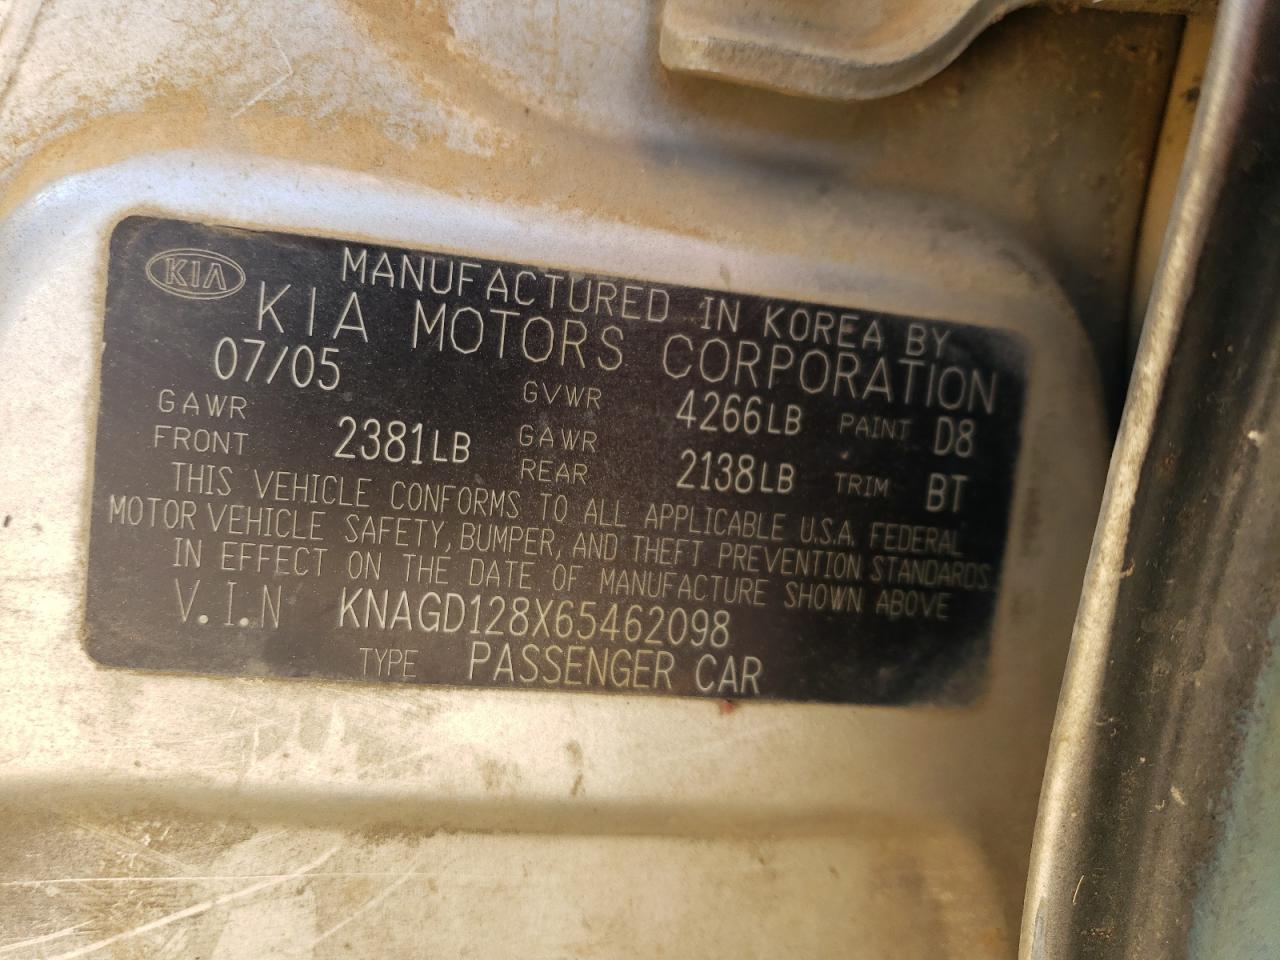 KIA
MANUFACTURED IN KOREA BY
KIA MOTORS CORPORATION
07/05
GAWR FRONT 2381LB GVWR 4266LB PAINT D8
GAWR REAR 2138LB TRIM BT
THIS VEHICLE CONFORMS TO ALL APPLICABLE U.S.A. FEDERAL
MOTOR VEHICLE SAFETY, BUMPER, AND THEFT PREVENTION STANDARDS
IN EFFECT ON THE DATE OF MANUFACTURE SHOWN ABOVE
V.I.N KNAGD128X65462098
TYPE PASSENGER CAR